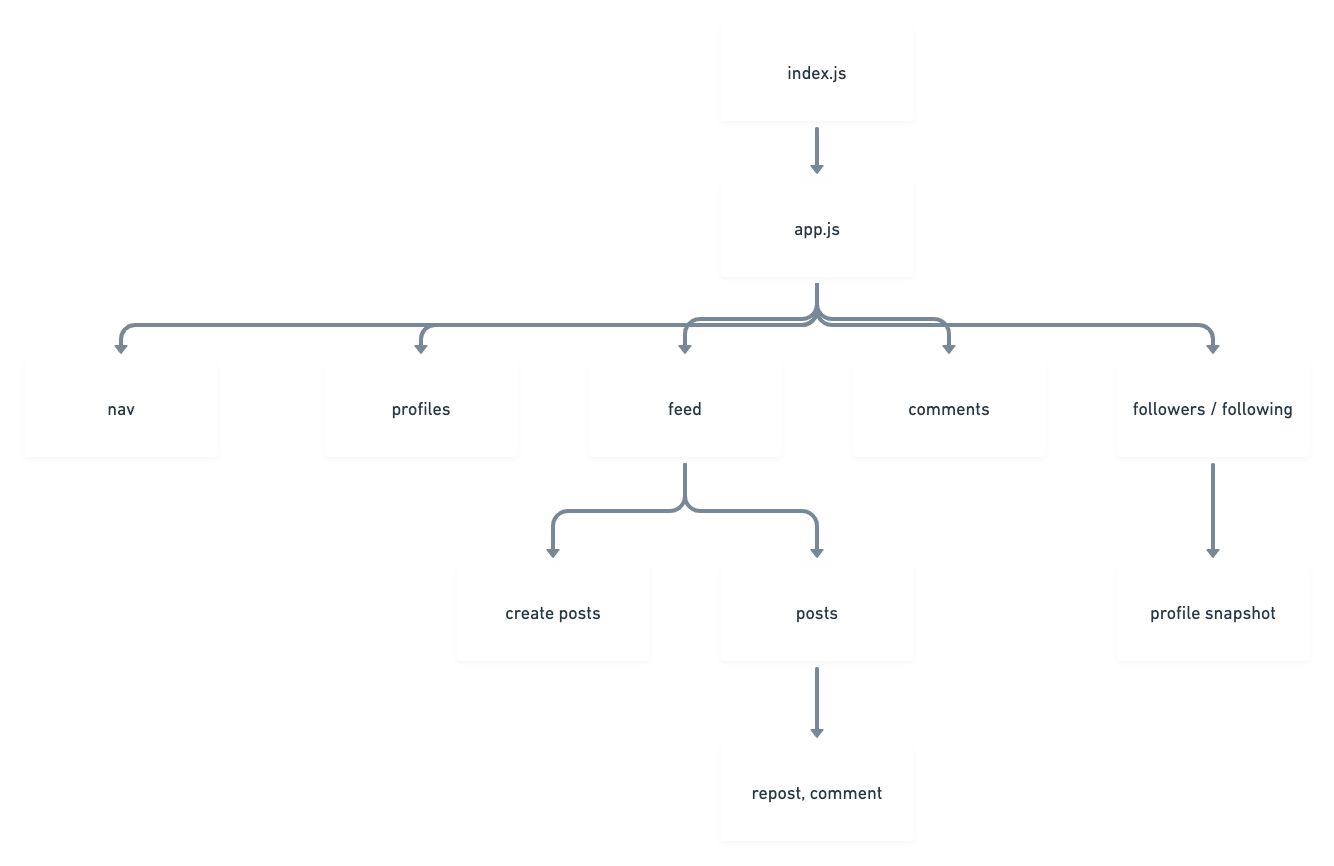 index.js
app.js
nav
profiles
feed
comments
followers / following
create posts
posts
profile snapshot
repost, comment